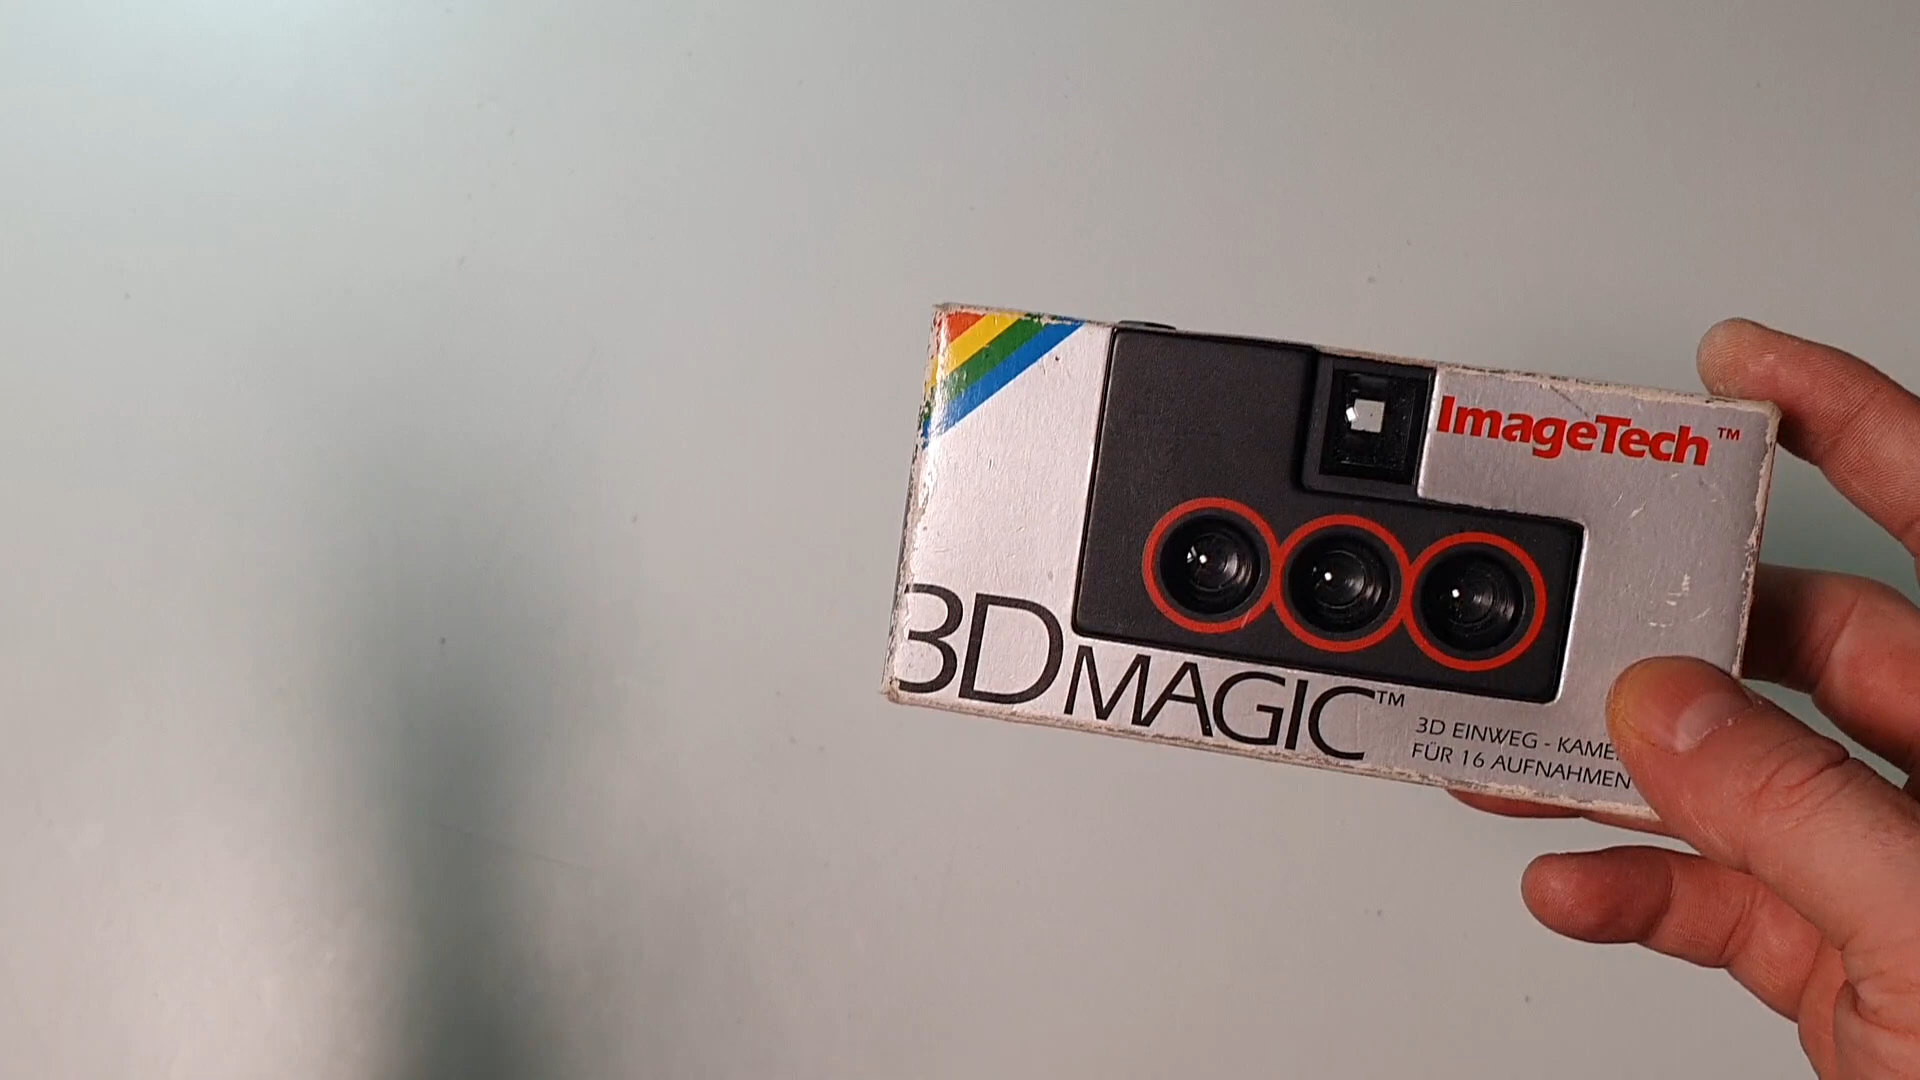 ImageTech™
3D MAGIC™
3D EINWEG - KAME
FÜR 16 AUFNAHMEN